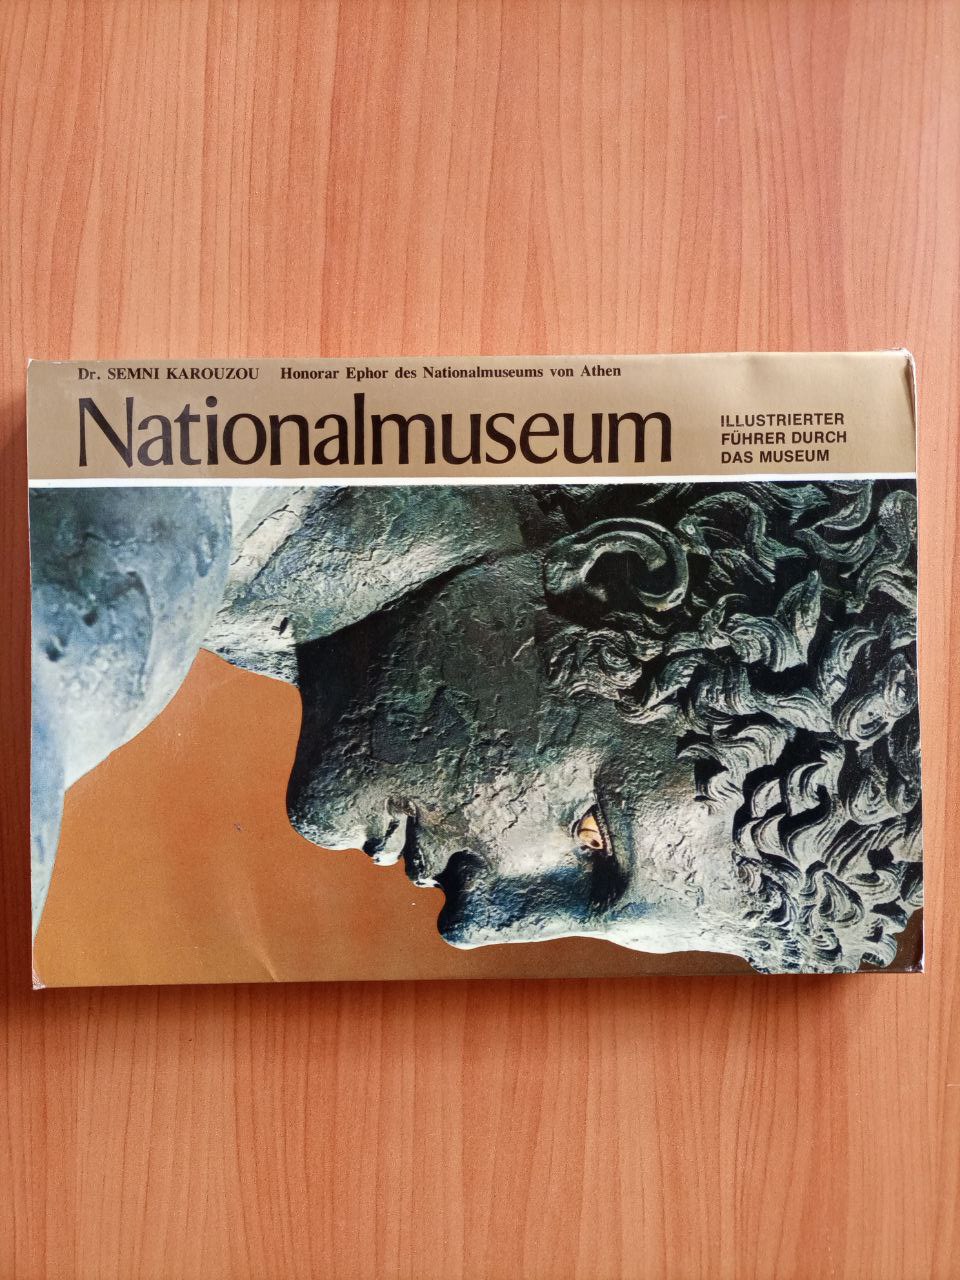 Dr. SEMNI KAROUZOU Honorar Ephor des Nationalmuseums von Athen
Nationalmuseum
ILLUSTRIERTER
FÜHRER DURCH
DAS MUSEUM